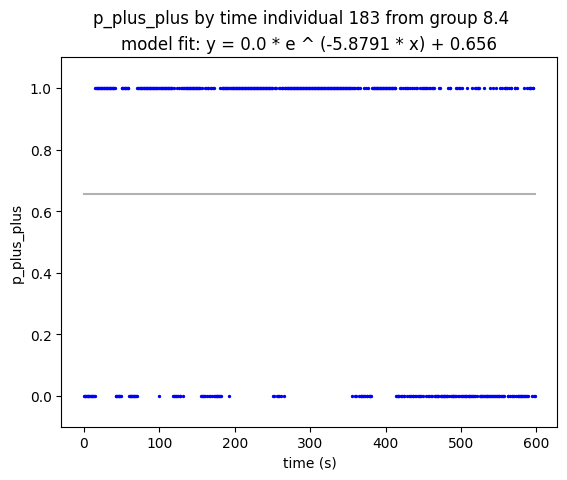 p_plus_plus by time individual 183 from group 8.4
model fit: y = 0.0 * e ^ (-5.8791 * x) + 0.656
1.0
0.8
0.6
0.4
0.2
0.0
p_plus_plus
0 100 200 300 400 500 600
time (s)